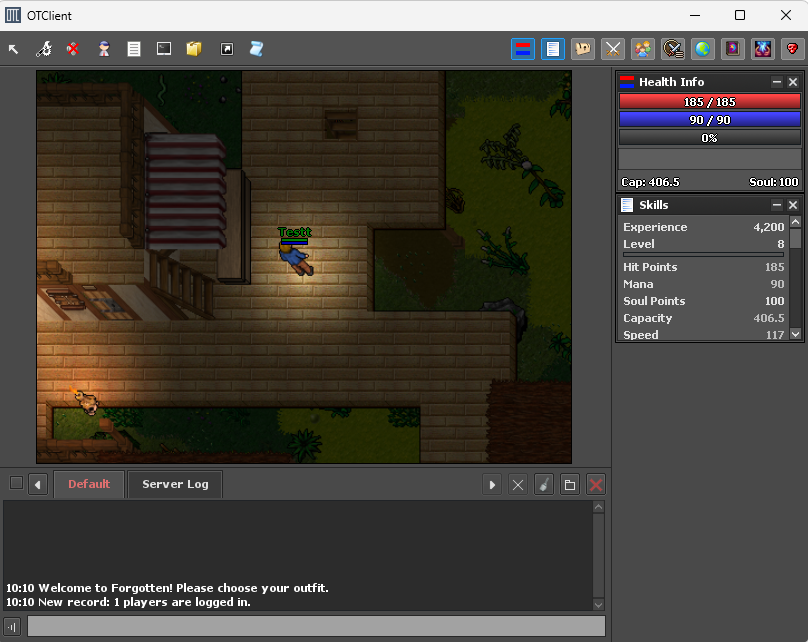 OTClient
Health Info
185 / 185
90 / 90
0%
Cap: 406.5 Soul: 100
Skills
Experience 4,200
Level 8
Hit Points 185
Mana 90
Soul Points 100
Capacity 406.5
Speed 117
Testt
Default Server Log
10:10 Welcome to Forgotten! Please choose your outfit.
10:10 New record: 1 players are logged in.